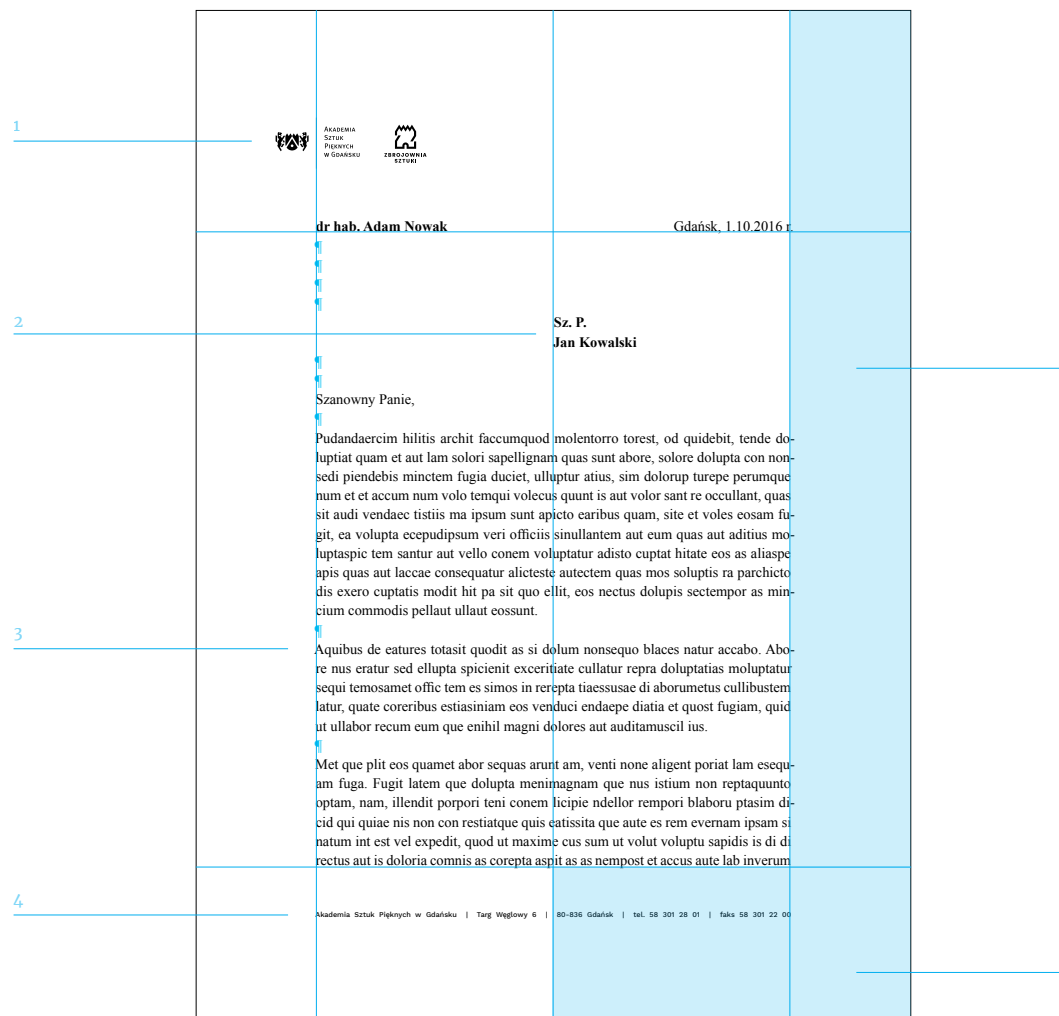 1
AKADEMIA
SZTUK
PIĘKNYCH
W GDAŃSKU
ZBROJOWNIA
SZTUKI
dr hab. Adam Nowak Gdańsk, 1.10.2016 r.
¶
¶
¶
¶
2
Sz. P.
Jan Kowalski
¶
¶
Szanowny Panie,
¶
Pudandaercim hilitis archit faccumquod molentorro torest, od quidebit, tende do-
luptiat quam et aut lam solori sapellignam quas sunt abore, solore dolupta con non-
sedi piendebis minctem fugia duciet, ulluptur atius, sim dolorup turepe perumque
num et et accum num volo temqui volecus quunt is aut volor sant re occullant, quas
sit audi vendaec tistiis ma ipsum sunt apicto earibus quam, site et voles eosam fu-
git, ea volupta ecepudipsum veri officiis sinullantem aut eum quas aut aditius mo-
luptaspic tem santur aut vello conem voluptatur adisto cuptat hitate eos as aliaspe
apis quas aut laccae consequatur alicteste autectem quas mos soluptis ra parchicto
dis exero cuptatis modit hit pa sit quo ellit, eos nectus dolupis sectempor as min-
cium commodis pellaut ullaut eossunt.
¶
3
Aquibus de eatures totasit quodit as si dolum nonsequo blaces natur accabo. Abo-
re nus eratur sed ellupta spicienit exceritiate cullatur repra doluptatias moluptatur
sequi temosamet offic tem es simos in rerepta tiaessusae di aborumetus cullibustem
latur, quate coreribus estiasiniam eos venduci endaepe diatia et quost fugiam, quid
ut ullabor recum eum que enihil magni dolores aut auditamuscil ius.
¶
Met que plit eos quamet abor sequas arunt am, venti none aligent poriat lam esequ-
am fuga. Fugit latem que dolupta menimagnam que nus istium non reptaquunto
optam, nam, illendit porpori teni conem licipie ndellor rempori blaboru ptasim di-
cid qui quiae nis non con restiatque quis eatissita que aute es rem evernam ipsam si
natum int est vel expedit, quod ut maxime cus sum ut volut voluptu sapidis is di di
rectus aut is doloria comnis as corepta aspit as as nempost et accus aute lab inverum
4
Akademia Sztuk Pięknych w Gdańsku | Targ Węglowy 6 | 80-836 Gdańsk | tel. 58 301 28 01 | faks 58 301 22 00